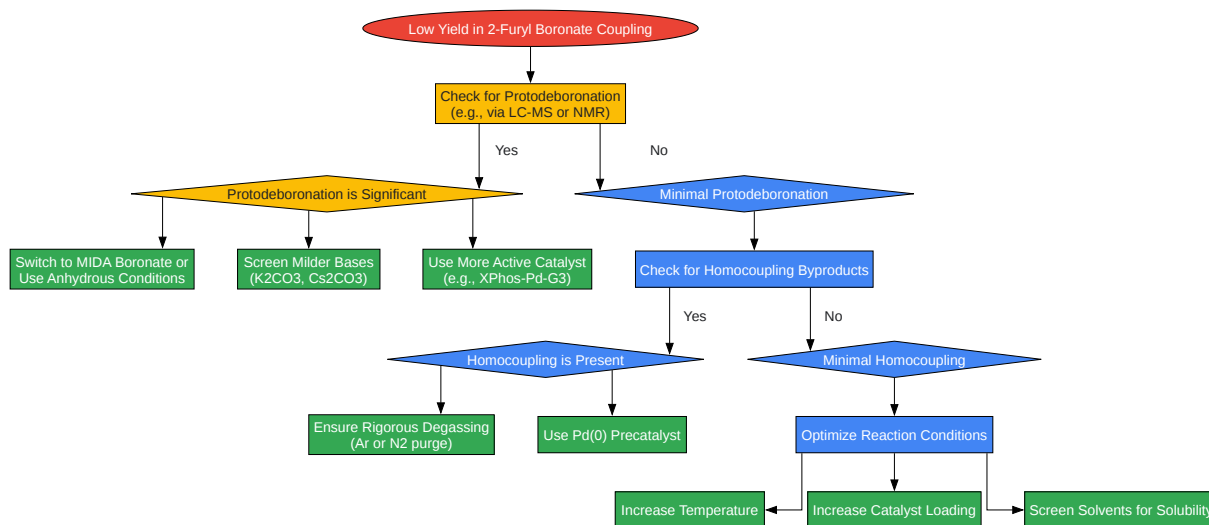 Low Yield in 2-Furyl Boronate Coupling
Check for Protodeboronation
(e.g., via LC-MS or NMR)
Yes
No
Protodeboronation is Significant
Minimal Protodeboronation
Switch to MIDA Boronate or
Use Anhydrous Conditions
Screen Milder Bases
(K2CO3, Cs2CO3)
Use More Active Catalyst
(e.g., XPhos-Pd-G3)
Check for Homocoupling Byproducts
Yes
No
Homocoupling is Present
Minimal Homocoupling
Ensure Rigorous Degassing
(Ar or N2 purge)
Use Pd(0) Precatalyst
Optimize Reaction Conditions
Increase Temperature
Increase Catalyst Loading
Screen Solvents for Solubility